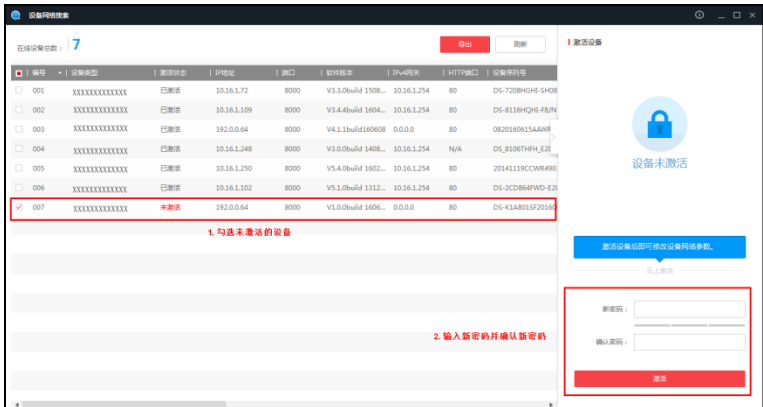 设备网络搜索
在线设备总数： 7
导出 刷新
编号 设备类型 激活状态 IP地址 端口 软件版本 IPv4网关 HTTP端口 设备序列号
001 XXXXXXXXXXXXX 已激活 10.16.1.72 8000 V3.3.0build 1508... 10.16.1.254 80 DS-7208HGHI-SH08
002 XXXXXXXXXXXXX 已激活 10.16.1.109 8000 V3.4.4build 1604... 10.16.1.254 80 DS-8116HQHI-F8/N
003 XXXXXXXXXXXXX 已激活 192.0.0.64 8000 V4.1.1build160608 0.0.0.0 80 0820160615AAWR
004 XXXXXXXXXXXXX 已激活 10.16.1.248 8000 V3.0.0build 1408... 10.16.1.254 N/A DS_8106THFH_E2C
005 XXXXXXXXXXXXX 已激活 10.16.1.250 8000 V5.4.0build 1602... 10.16.1.254 80 20141119CCWR490
006 XXXXXXXXXXXXX 已激活 10.16.1.102 8000 V5.1.0build 1312... 10.16.1.254 80 DS-2CD864FWD-E2
007 XXXXXXXXXXXXX 未激活 192.0.0.64 8000 V1.0.0build 1606... 0.0.0.0 80 DS-K1A801SF20160
1. 勾选未激活的设备
2. 输入新密码并确认新密码
激活设备
设备未激活
激活设备后即可修改设备网络参数。
马上激活
新密码：
确认密码：
激活